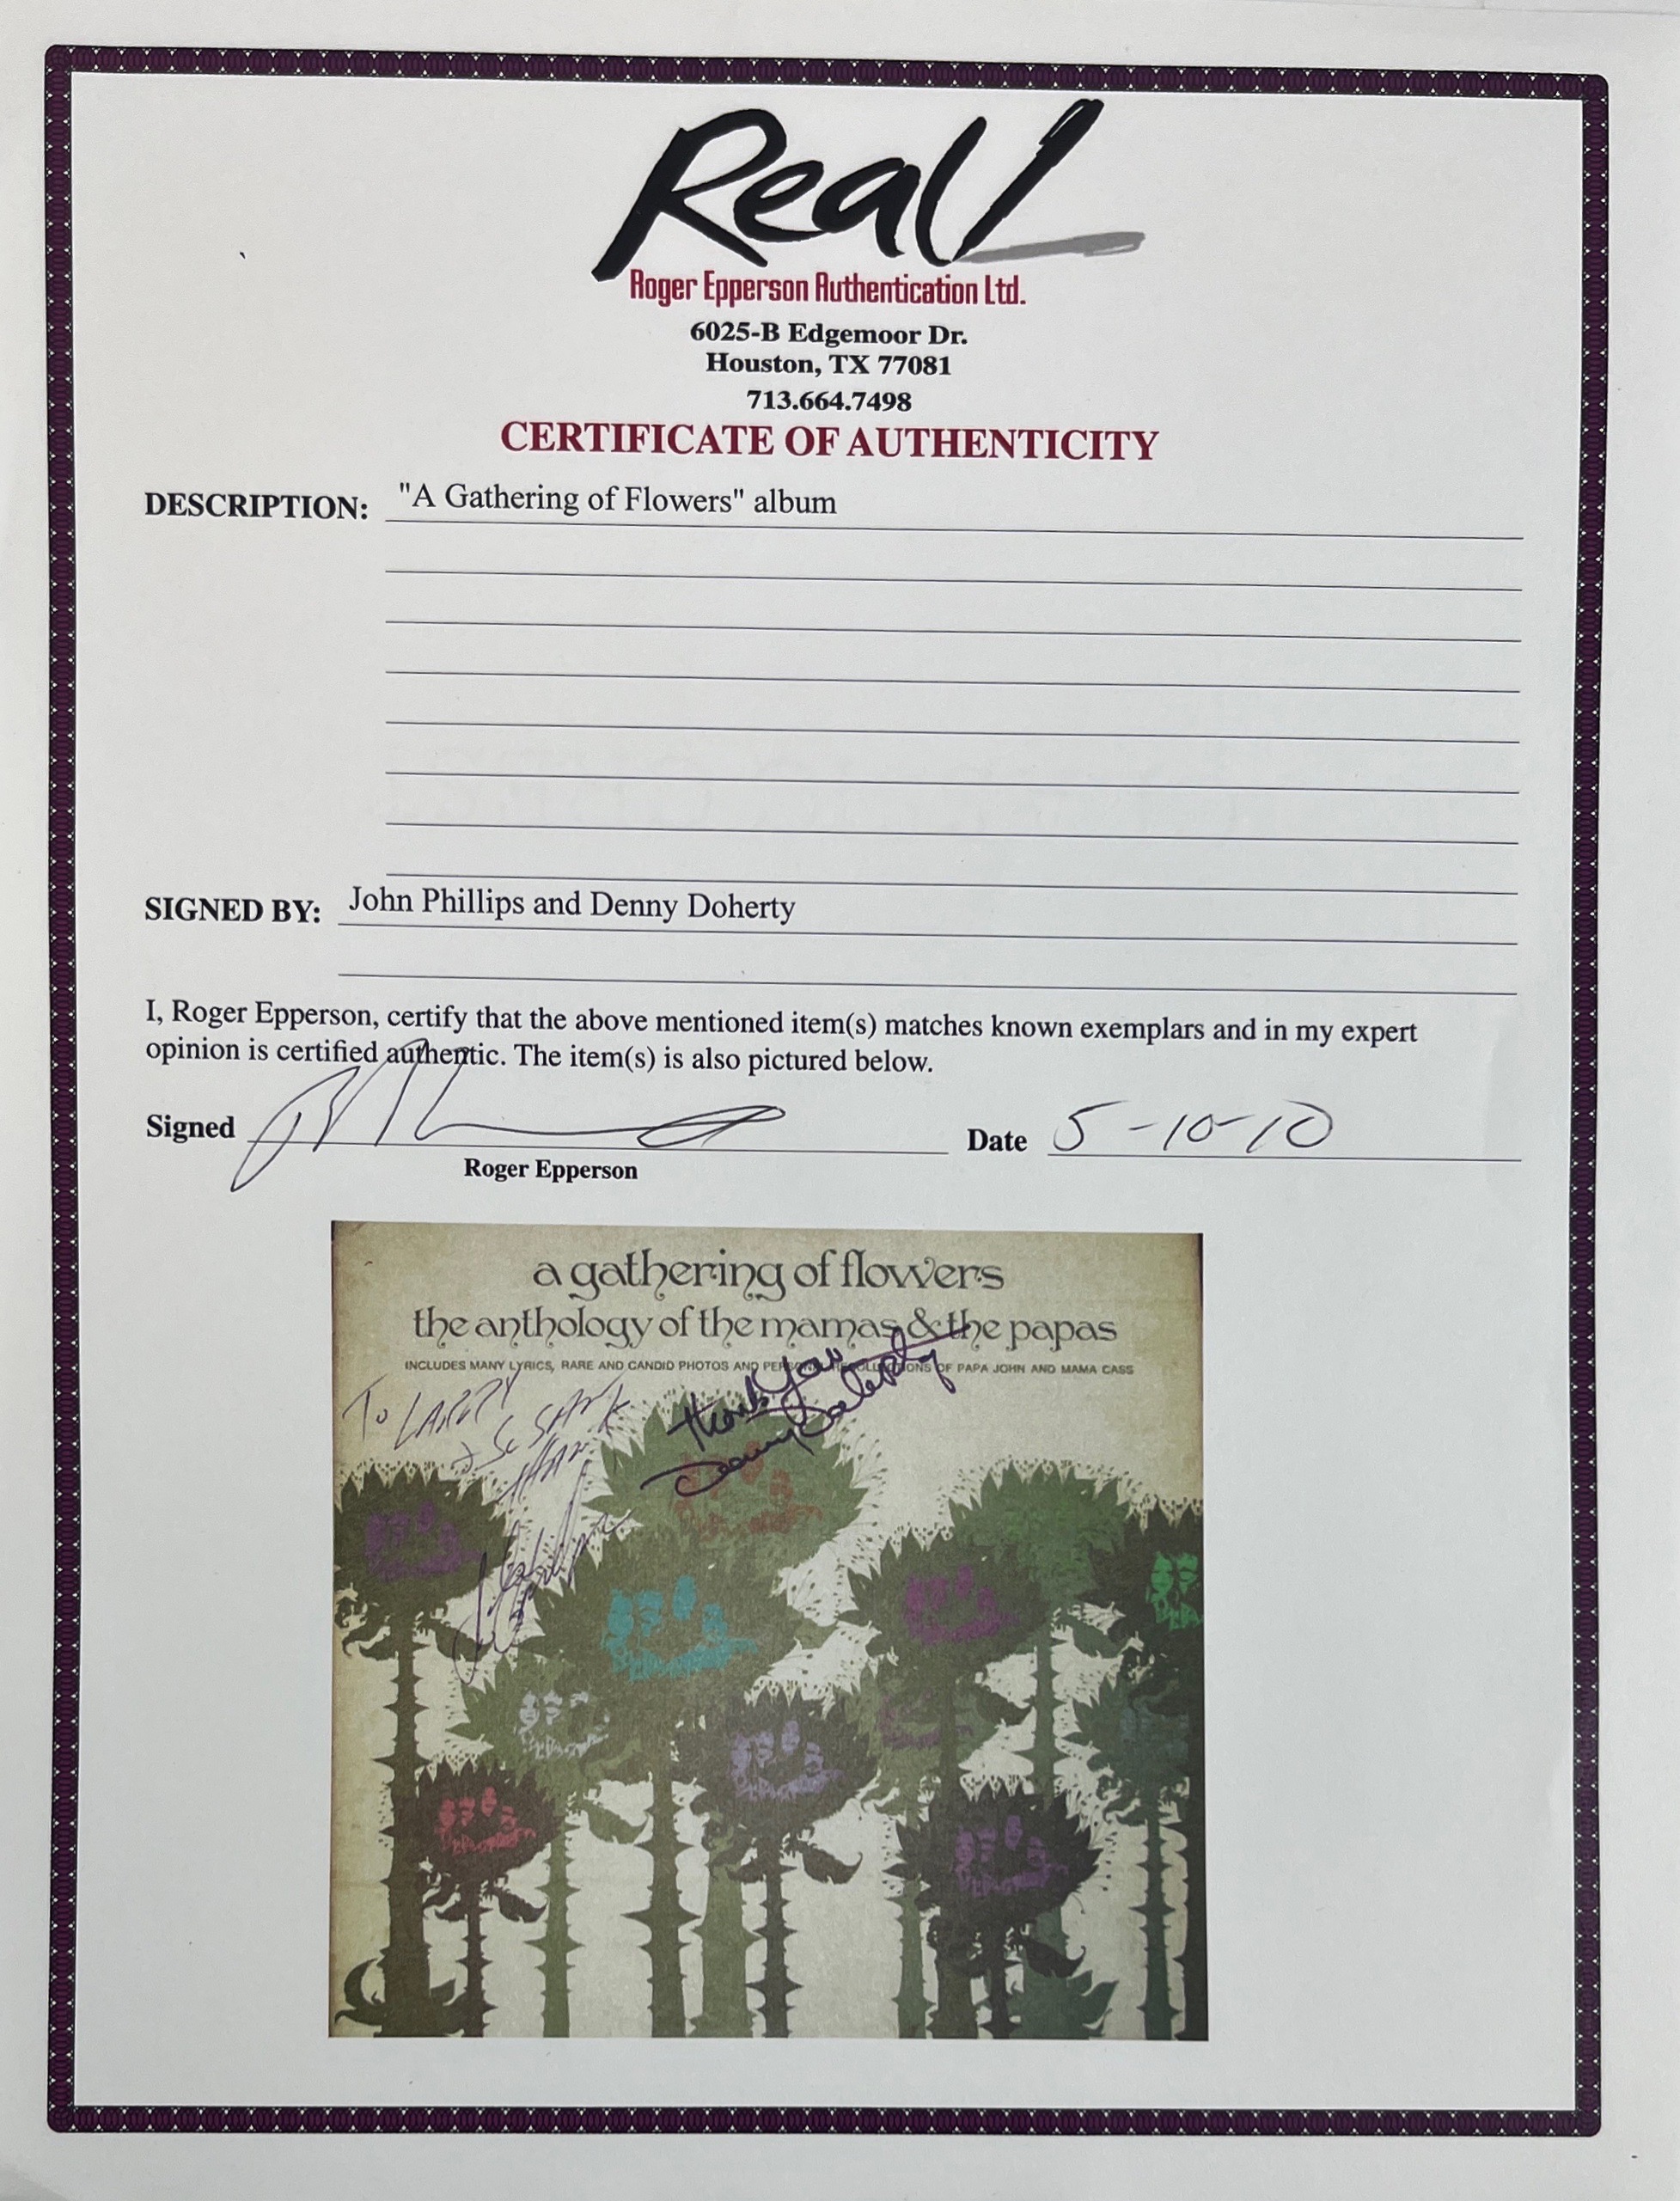 Real
Roger Epperson Authentication Ltd.
6025-B Edgemoor Dr.
Houston, TX 77081
713.664.7498
CERTIFICATE OF AUTHENTICITY
DESCRIPTION: "A Gathering of Flowers" album
SIGNED BY: John Phillips and Denny Doherty
I, Roger Epperson, certify that the above mentioned item(s) matches known exemplars and in my expert
opinion is certified authentic. The item(s) is also pictured below.
Signed Date 5-10-10
Roger Epperson
a gathering of flowers
the anthology of the mamas & the papas
INCLUDES MANY LYRICS, RARE AND CANDID PHOTOS AND PERSONAL RECOLLECTIONS OF PAPA JOHN AND MAMA CASS
To LARRY
Thank You
Denny Doherty